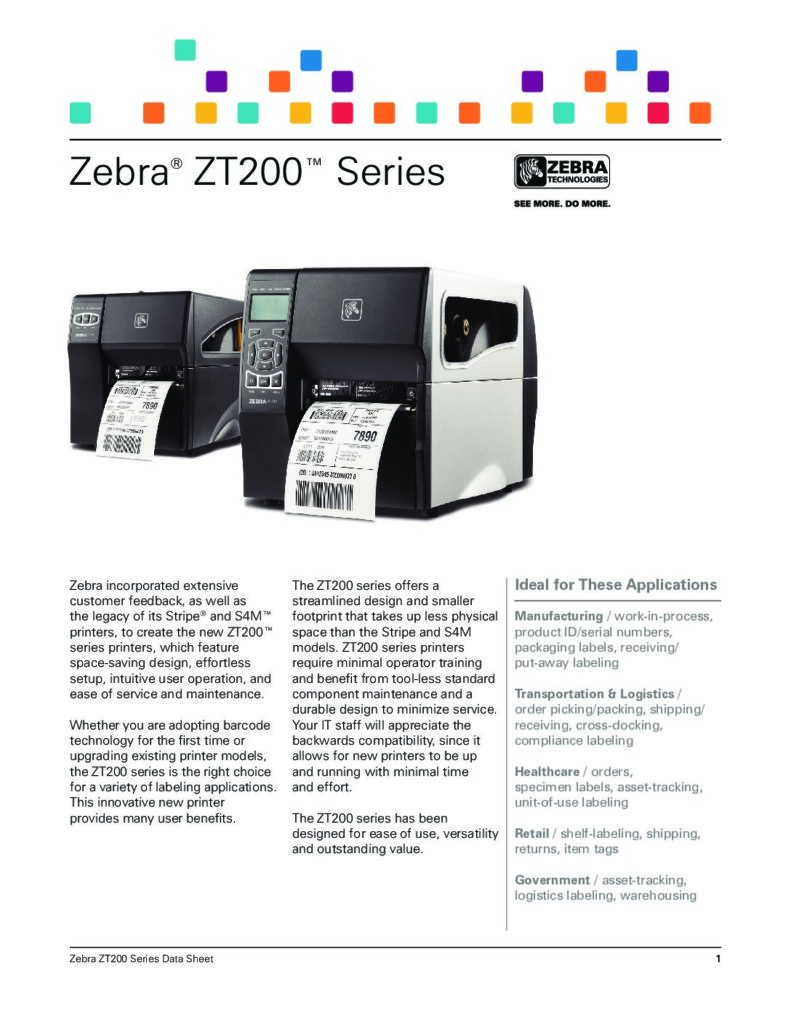 Zebra® ZT200™ Series
ZEBRA
TECHNOLOGIES
SEE MORE. DO MORE.
ZEBRA
7890
ZEBRA
7890
Zebra incorporated extensive
customer feedback, as well as
the legacy of its Stripe® and S4M™
printers, to create the new ZT200™
series printers, which feature
space-saving design, effortless
setup, intuitive user operation, and
ease of service and maintenance.
Whether you are adopting barcode
technology for the first time or
upgrading existing printer models,
the ZT200 series is the right choice
for a variety of labeling applications.
This innovative new printer
provides many user benefits.
The ZT200 series offers a
streamlined design and smaller
footprint that takes up less physical
space than the Stripe and S4M
models. ZT200 series printers
require minimal operator training
and benefit from tool-less standard
component maintenance and a
durable design to minimize service.
Your IT staff will appreciate the
backwards compatibility, since it
allows for new printers to be up
and running with minimal time
and effort.
The ZT200 series has been
designed for ease of use, versatility
and outstanding value.
Ideal for These Applications
Manufacturing / work-in-process,
product ID/serial numbers,
packaging labels, receiving/
put-away labeling
Transportation & Logistics /
order picking/packing, shipping/
receiving, cross-docking,
compliance labeling
Healthcare / orders,
specimen labels, asset-tracking,
unit-of-use labeling
Retail / shelf-labeling, shipping,
returns, item tags
Government / asset-tracking,
logistics labeling, warehousing
Zebra ZT200 Series Data Sheet
1